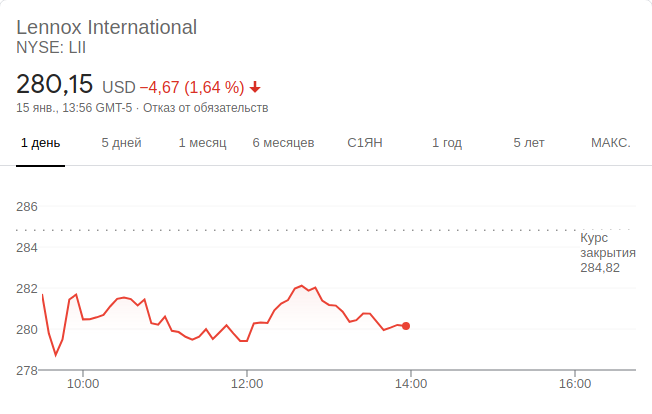 Lennox International
NYSE: LII
280,15 USD −4,67 (1,64 %)
15 янв., 13:56 GMT-5 · Отказ от обязательств
1 день 5 дней 1 месяц 6 месяцев С1ЯН 1 год 5 лет МАКС.
286
284
282
280
278
Курс
закрытия
284,82
10:00 12:00 14:00 16:00